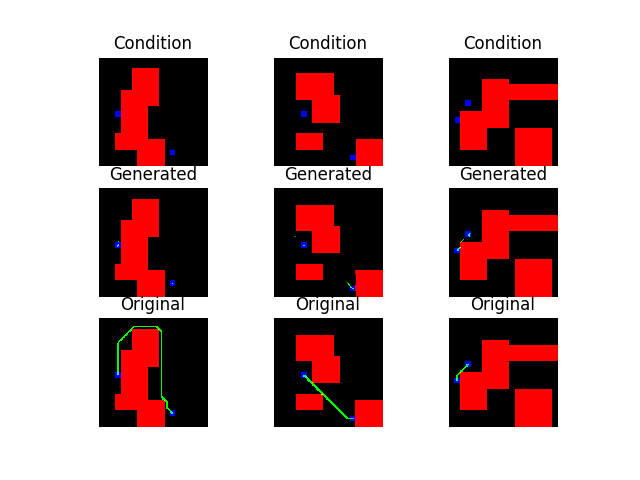 Condition
Condition
Condition
Generated
Generated
Generated
Original
Original
Original